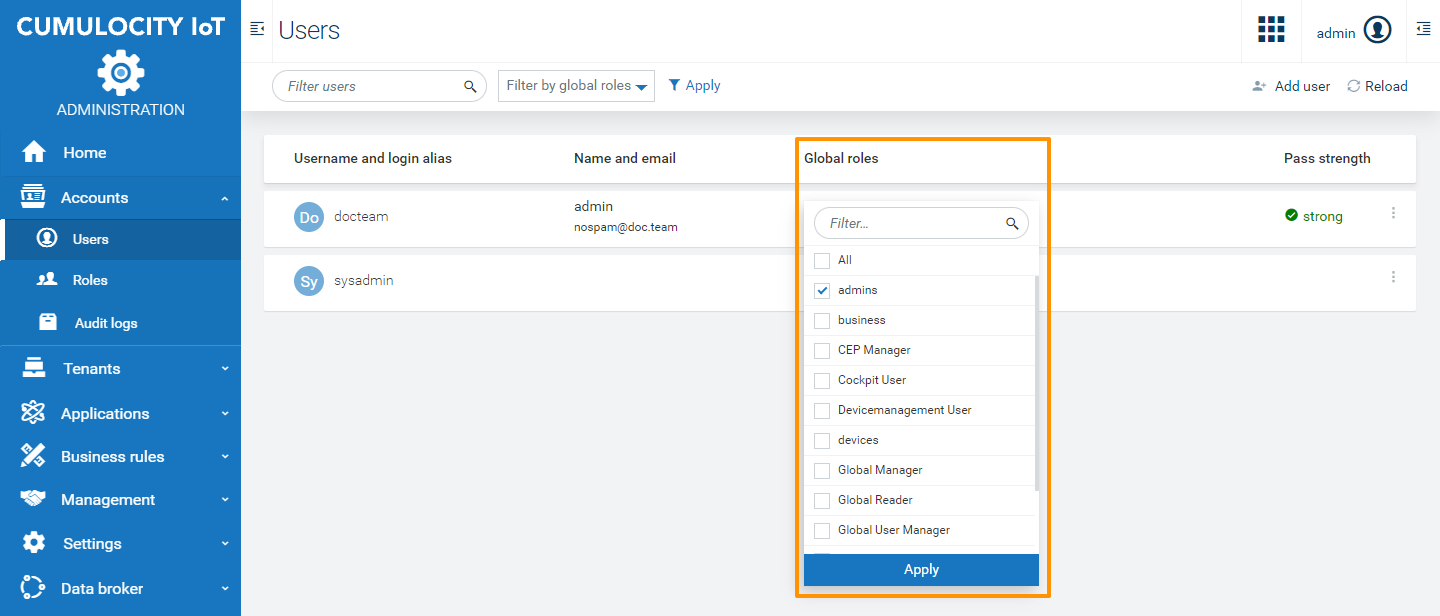 CUMULOCITY IoT
ADMINISTRATION
Home
Accounts
Users
Roles
Audit logs
Tenants
Applications
Business rules
Management
Settings
Data broker
Users
admin
Filter users
Filter by global roles
Apply
Add user
Reload
Username and login alias
Name and email
Global roles
Pass strength
Do
docteam
admin
nospam@doc.team
strong
Sy
sysadmin
Filter...
All
admins
business
CEP Manager
Cockpit User
Devicemanagement User
devices
Global Manager
Global Reader
Global User Manager
Apply